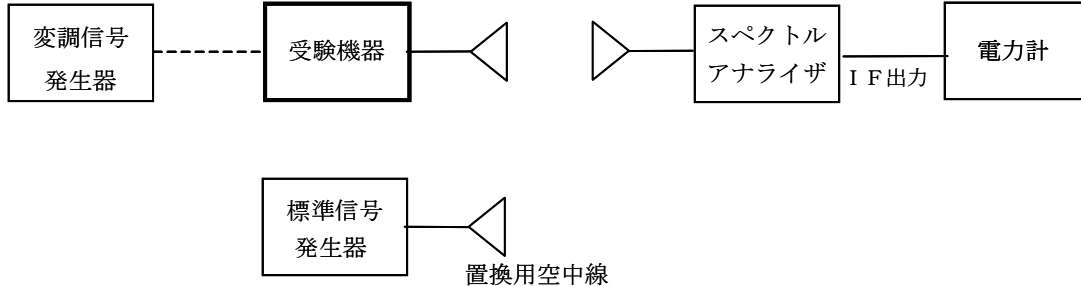 変調信号
発生器
受験機器
スペクトル
アナライザ
ＩＦ出力
電力計
標準信号
発生器
置換用空中線